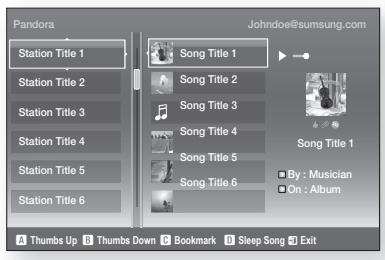 Pandora Johndoe@sumsung.com
Station Title 1
Station Title 2
Station Title 3
Station Title 4
Station Title 5
Station Title 6
Song Title 1
Song Title 2
Song Title 3
Song Title 4
Song Title 5
Song Title 6
Song Title 1
By : Musician
On : Album
A Thumbs Up B Thumbs Down C Bookmark D Sleep Song Exit